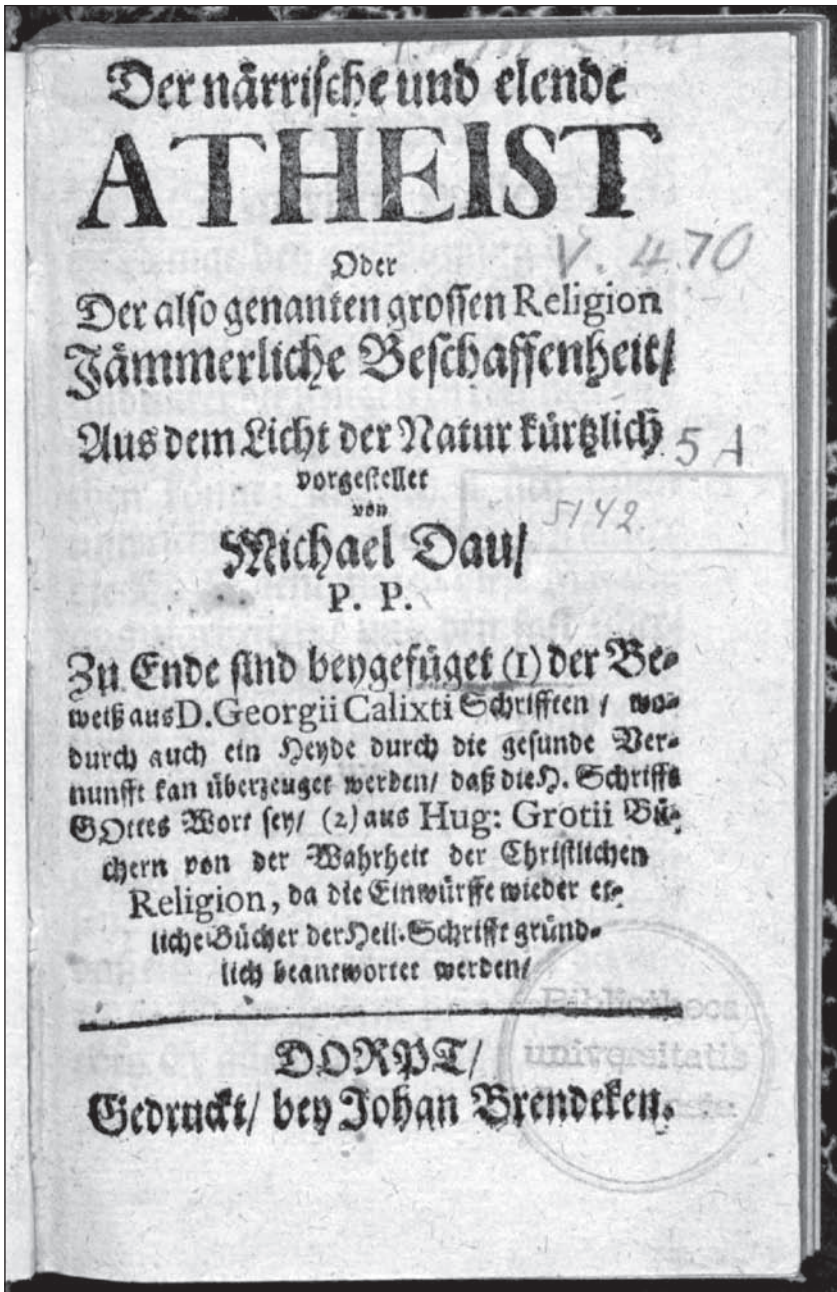 Der närrische und elende
ATHEIST
V. 470
Oder
Der also genanten grossen Religion
Jämmerliche Beschaffenheit/
Aus dem Licht der Natur kürtzlich
5 A
vorgestellet
von
5142.
Michael Dau/
P. P.
Zu Ende sind beygefüget (1) der Be-
weiß aus D. Georgii Calixti Schrifften / wo-
durch auch ein Heyde durch die gesunde Ver-
nunfft kan überzeuget werden/ daß die H. Schrifft
GOttes Wort sey/ (2) aus Hug: Grotii Bü-
chern von der Wahrheit der Christlichen
Religion, da die Einwürffe wieder et-
liche Bücher der Heil. Schrifft gründ-
lich beantwortet werden/
DORPT/
Gedruckt/ bey Johan Brendeken.
Bibliotheca
universitatis